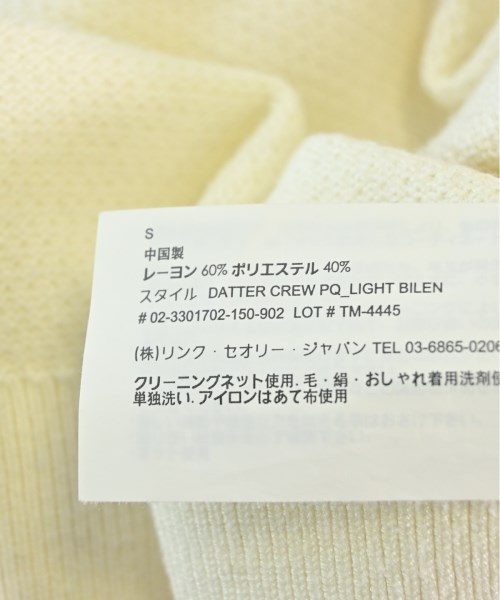 S
中国製
レーヨン 60% ポリエステル 40%
スタイル DATTER CREW PQ_LIGHT BILEN
# 02-3301702-150-902 LOT # TM-4445
(株)リンク・セオリー・ジャパン TEL 03-6865-0206
クリーニングネット使用.毛・絹・おしゃれ着用洗剤使
単独洗い.アイロンはあて布使用